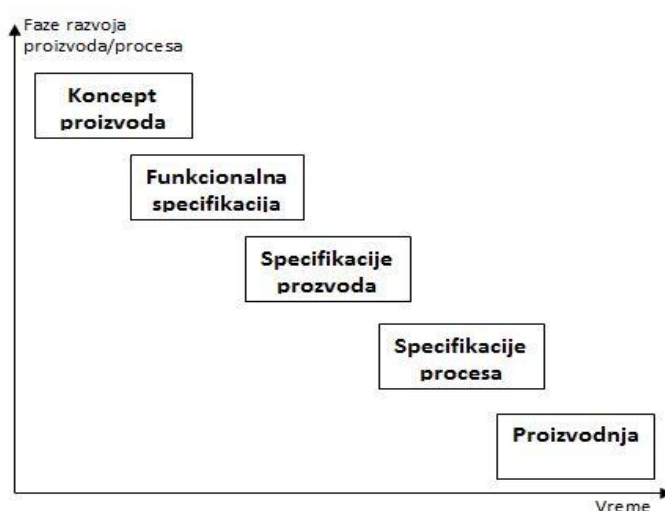 Faze razvoja
proizvoda/procesa
Koncept
proizvoda
Funkcionalna
specifikacija
Specifikacije
prozvoda
Specifikacije
procesa
Proizvodnja
Vreme